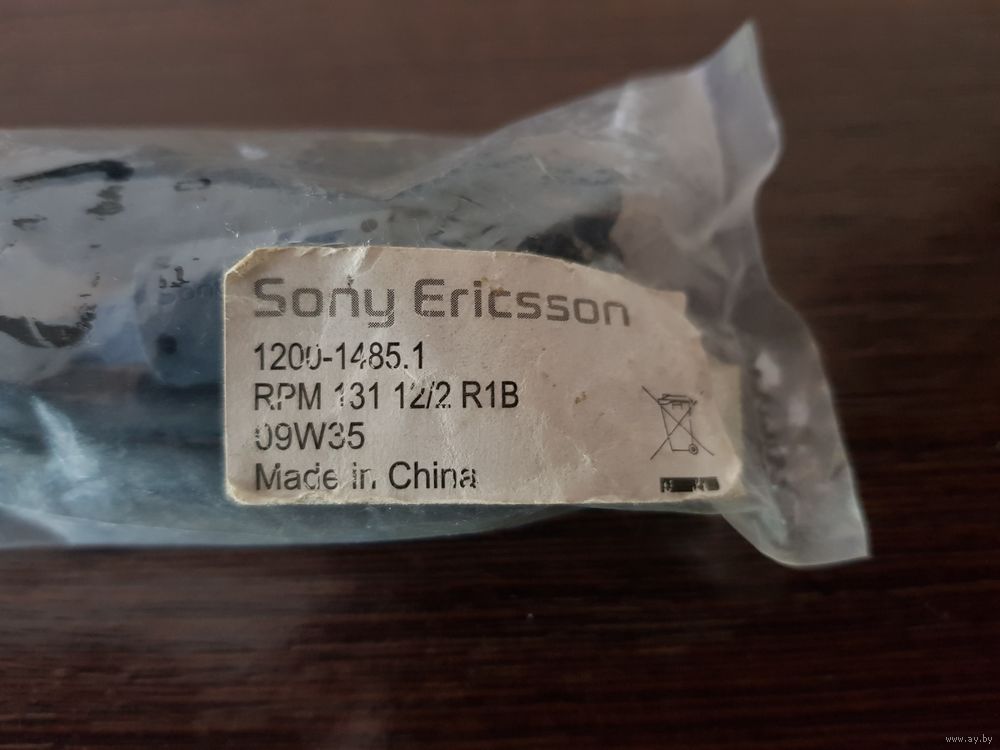 Sony Ericsson
1200-1485.1
RPM 131 12/2 R1B
09W35
Made in China
www.ay.by